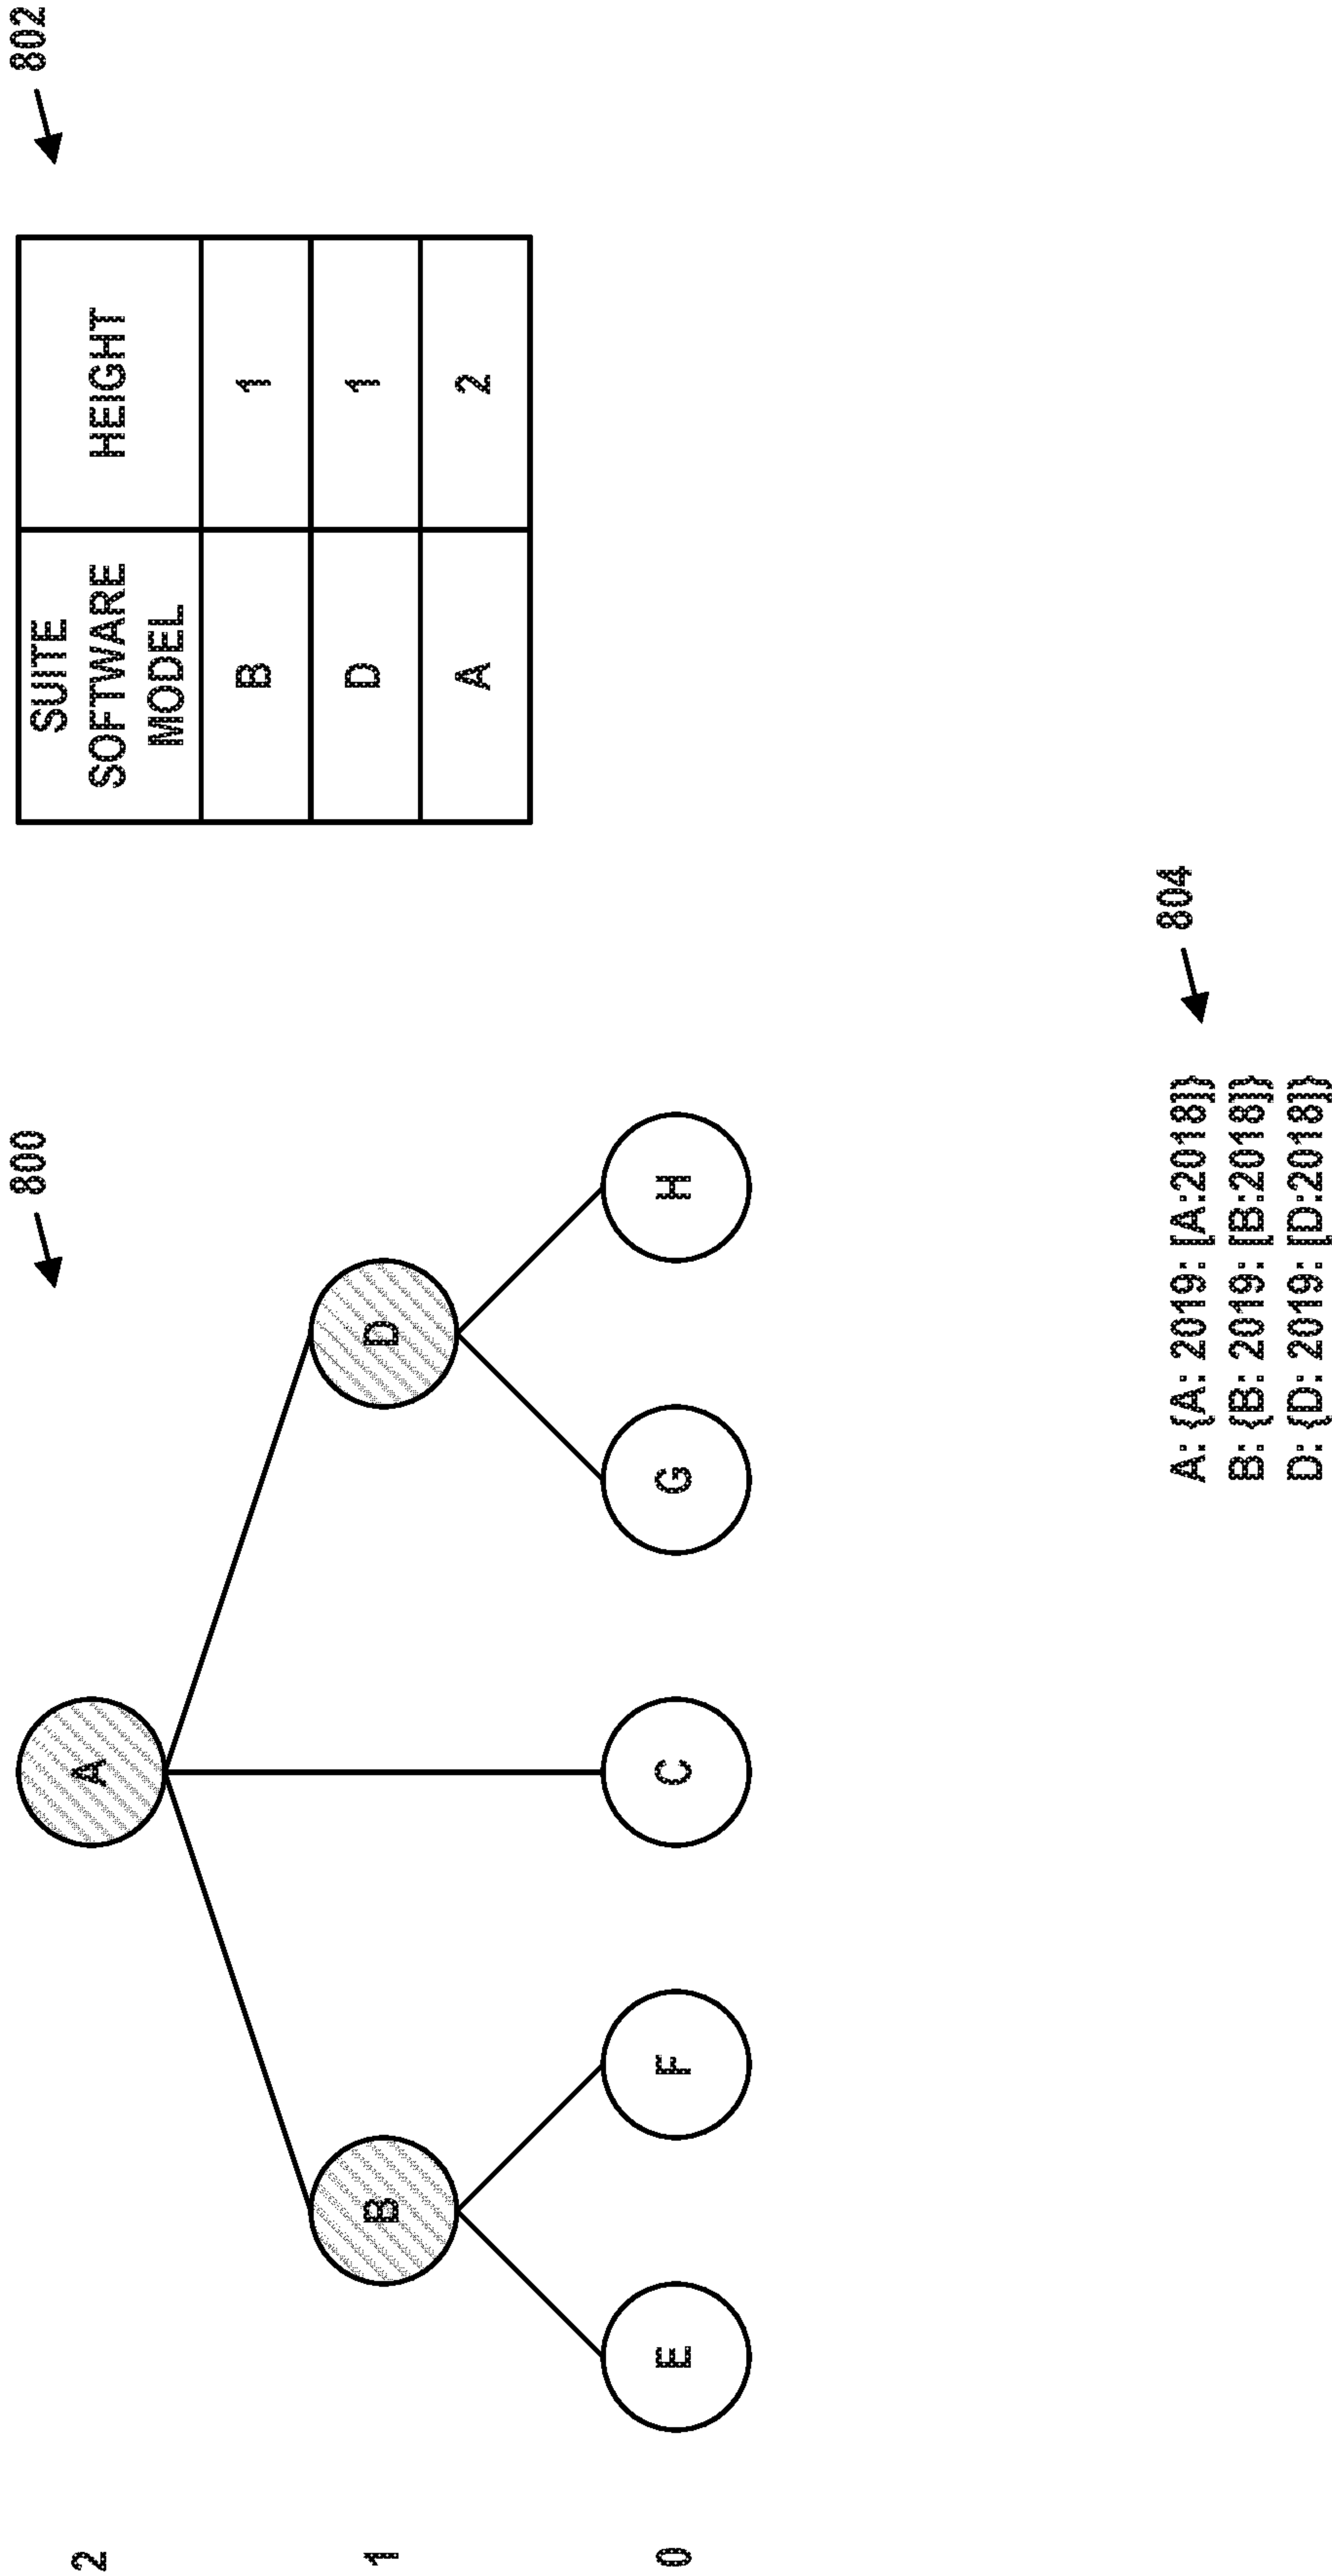 800
802
2
A
1
B
D
0
E
F
C
G
H
SUITE SOFTWARE MODEL
HEIGHT
B
1
D
1
A
2
804
A: {A: 2019: [A:2018]}
B: {B: 2019: [B:2018]}
D: {D: 2019: [D:2018]}